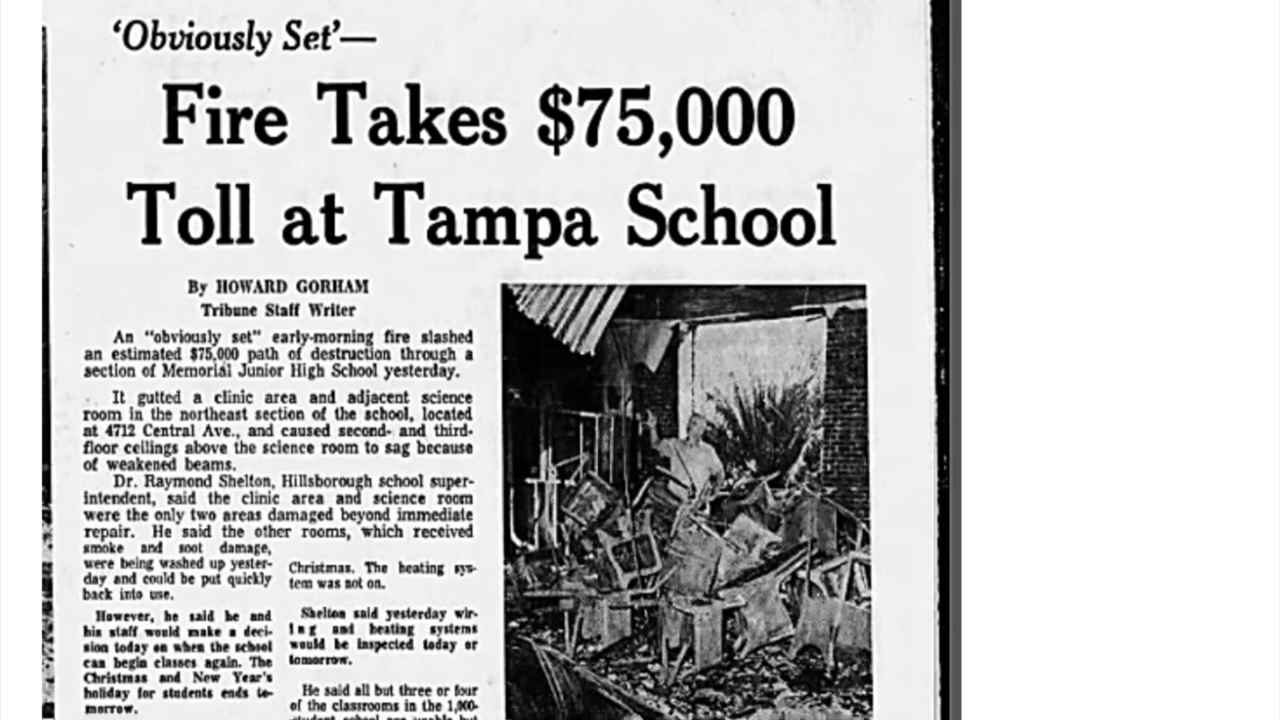 ‘Obviously Set’—
Fire Takes $75,000
Toll at Tampa School
By HOWARD GORHAM
Tribune Staff Writer
An “obviously set” early-morning fire slashed
an estimated $75,000 path of destruction through a
section of Memorial Junior High School yesterday.
It gutted a clinic area and adjacent science
room in the northeast section of the school, located
at 4712 Central Ave., and caused second- and third-
floor ceilings above the science room to sag because
of weakened beams.
Dr. Raymond Shelton, Hillsborough school super-
intendent, said the clinic area and science room
were the only two areas damaged beyond immediate
repair. He said the other rooms, which received
smoke and soot damage,
were being washed up yester-
day and could be put quickly
back into use.
However, he said he and
his staff would make a deci-
sion today on when the school
can begin classes again. The
Christmas and New Year's
holiday for students ends to-
morrow.
Christmas. The heating sys-
tem was not on.
Shelton said yesterday wir-
ing and heating systems
would be inspected today or
tomorrow.
He said all but three or four
of the classrooms in the 1,000-
student school are usable but